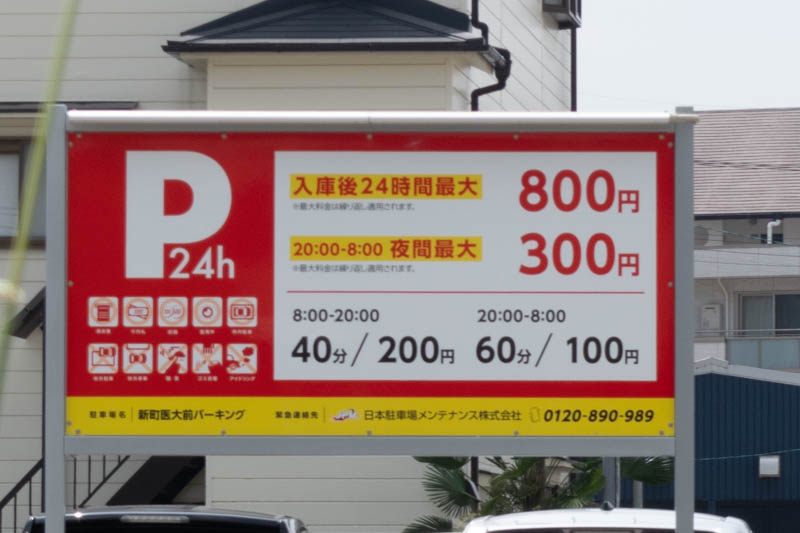 P
24h
入庫後24時間最大 800円
※最大料金は繰り返し適用されます。
20:00-8:00 夜間最大 300円
※最大料金は繰り返し適用されます。
8:00-20:00 20:00-8:00
40分/200円 60分/100円
駐車場名 新町医大前パーキング 緊急連絡先 日本駐車場メンテナンス株式会社 0120-890-989